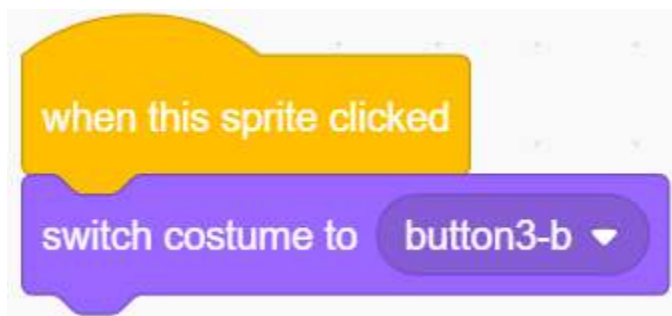 when this sprite clicked
switch costume to button3-b